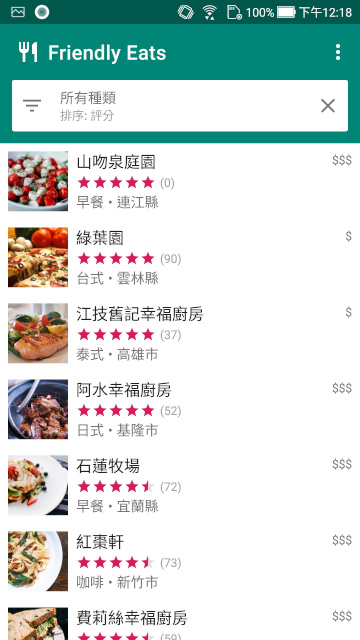 100% 下午12:18
Friendly Eats
所有種類
排序: 評分
山吻泉庭園 $$$
(0)
早餐 • 連江縣
綠葉園 $
(90)
台式 • 雲林縣
江技舊記幸福廚房 $
(37)
泰式 • 高雄市
阿水幸福廚房 $$$
(52)
日式 • 基隆市
石蓮牧場 $$$
(72)
早餐 • 宜蘭縣
紅棗軒 $$$
(73)
咖啡 • 新竹市
費莉絲幸福廚房 $$$
(59)